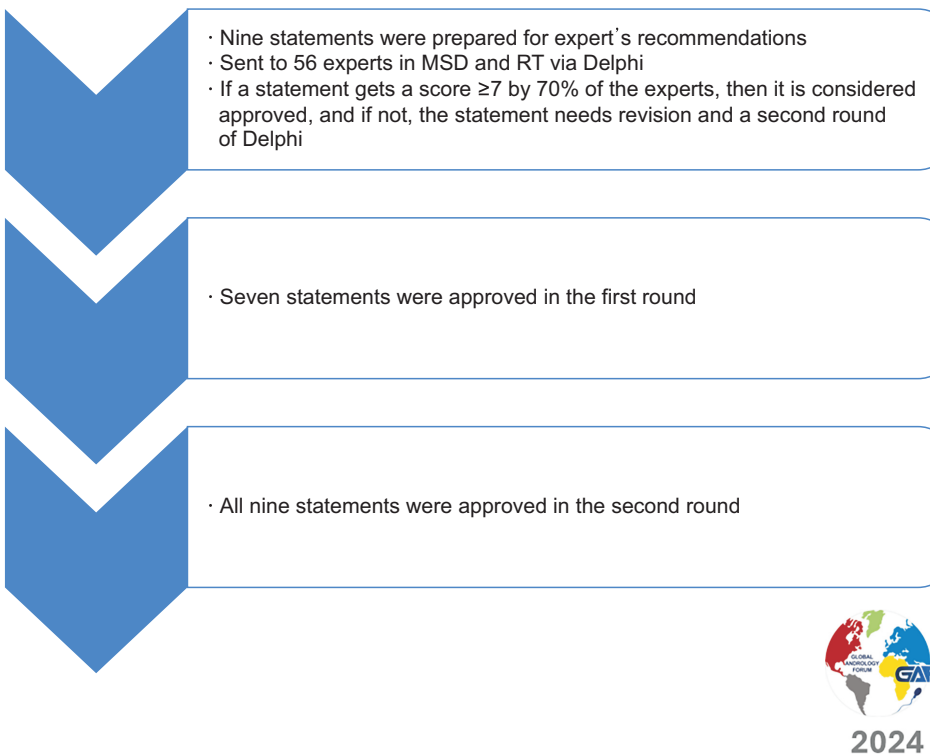 · Nine statements were prepared for expert's recommendations
· Sent to 56 experts in MSD and RT via Delphi
· If a statement gets a score ≥7 by 70% of the experts, then it is considered
approved, and if not, the statement needs revision and a second round
of Delphi
· Seven statements were approved in the first round
· All nine statements were approved in the second round
GLOBAL
ANDROLOGY
FORUM
GA
2024